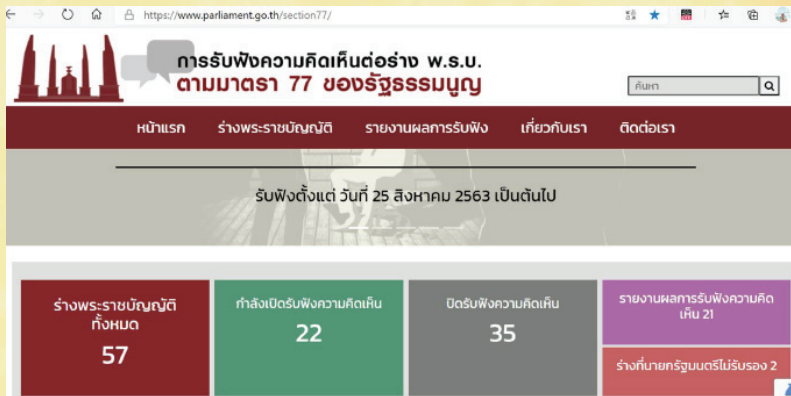 https://www.parliament.go.th/section77/
การรับฟังความคิดเห็นต่อร่าง พ.ร.บ.
ตามมาตรา 77 ของรัฐธรรมนูญ
ค้นหา
หน้าแรก ร่างพระราชบัญญัติ รายงานผลการรับฟัง เกี่ยวกับเรา ติดต่อเรา
รับฟังตั้งแต่ วันที่ 25 สิงหาคม 2563 เป็นต้นไป
ร่างพระราชบัญญัติ
ทั้งหมด
57
กำลังเปิดรับฟังความคิดเห็น
22
ปิดรับฟังความคิดเห็น
35
รายงานผลการรับฟังความคิด
เห็น 21
ร่างที่นายกรัฐมนตรีไม่รับรอง 2